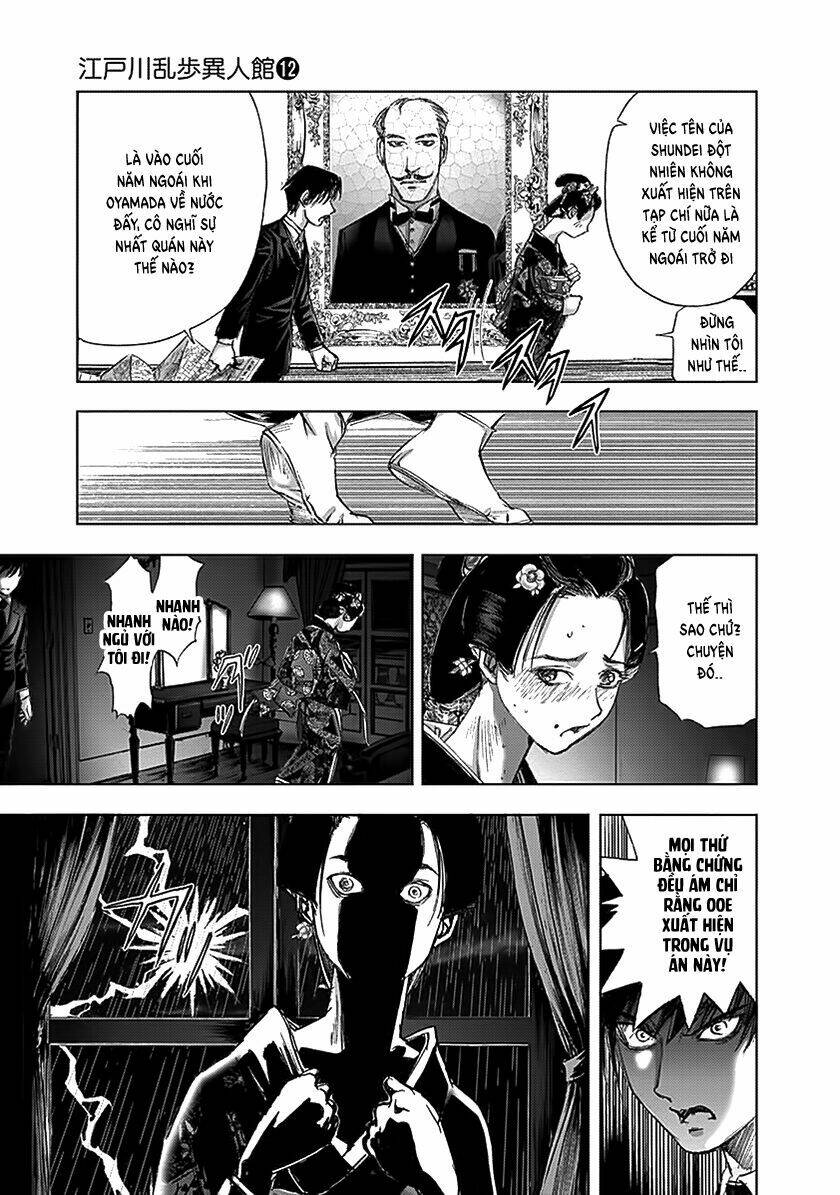 江戸川乱歩異人館⓬
VIỆC TÊN CỦA
SHUNDEI ĐỘT
NHIÊN KHÔNG
XUẤT HIỆN TRÊN
TẠP CHÍ NỮA LÀ
KỂ TỪ CUỐI NĂM
NGOÁI TRỞ ĐI
ĐỪNG
NHÌN TÔI
NHƯ THẾ..
LÀ VÀO CUỐI
NĂM NGOÁI KHI
OYAMADA VỀ NƯỚC
ĐẤY, CÔ NGHĨ SỰ
NHẤT QUÁN NÀY
THẾ NÀO?
THẾ THÌ
SAO CHỨ?
CHUYỆN
ĐÓ..
NHANH
NÀO!
NHANH
NGỦ VỚI
TÔI ĐI!
MỌI THỨ
BẰNG CHỨNG
ĐỀU ÁM CHỈ
RẰNG OOE
XUẤT HIỆN
TRONG VỤ
ÁN NÀY!